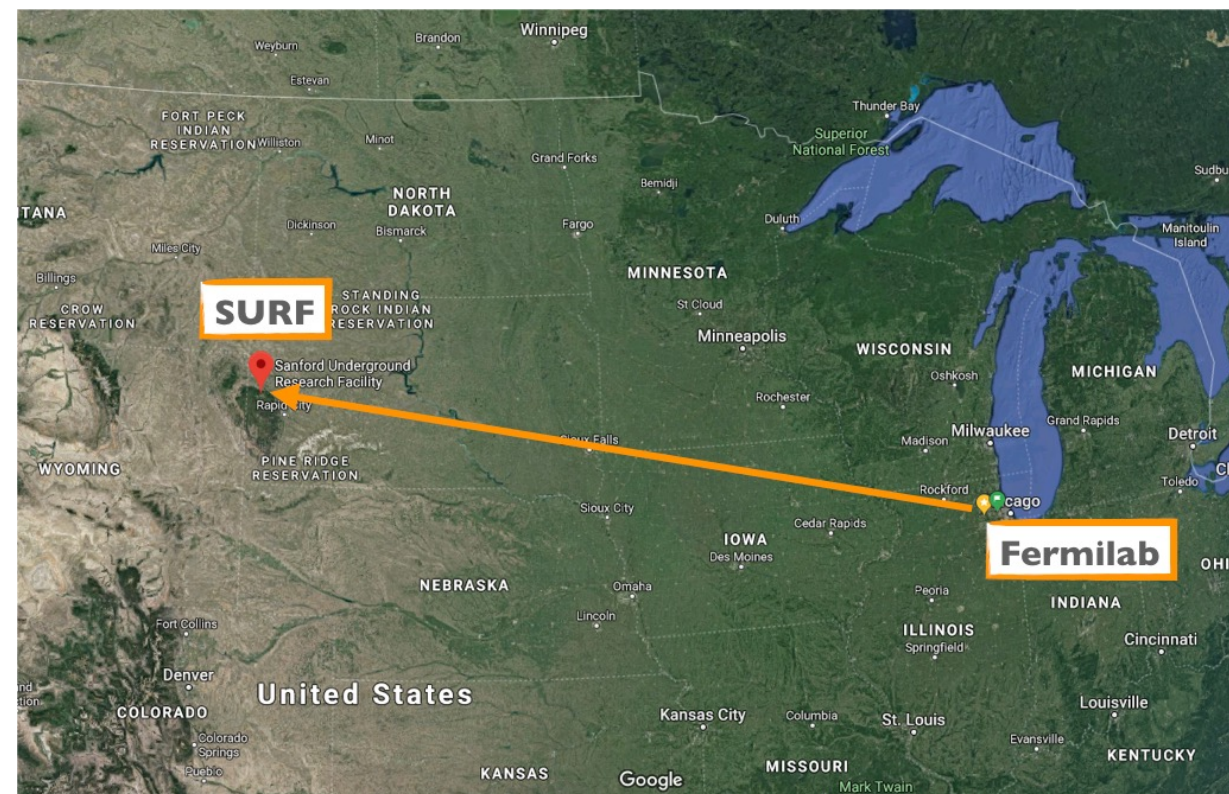 Winnipeg
Brandon
Weyburn
Estevan
FORT PECK
INDIAN
RESERVATION
Williston
Minot
Grand Forks
Thunder Bay
Superior
National Forest
Bemidji
NORTH
DAKOTA
Dickinson
Bismarck
Fargo
Duluth
Manitoulin
Island
Miles City
Billings
MINNESOTA
CROW
RESERVATION
SURF
STANDING
ROCK INDIAN
RESERVATION
St Cloud
Minneapolis
WISCONSIN
Oshkosh
MICHIGAN
Sanford Underground
Research Facility
Rapid City
Rochester
Grand Rapids
Milwaukee
Madison
Detroit
Sioux Falls
WYOMING
PINE RIDGE
RESERVATION
Rockford
Toledo
cago
Sioux City
Cedar Rapids
IOWA
Des Moines
Fermilab
NEBRASKA
Omaha
Peoria
INDIANA
Lincoln
Fort Collins
ILLINOIS
Springfield
Cincinnati
Denver
United States
COLORADO
Kansas City
Columbia
St. Louis
Louisville
Colorado
Springs
Evansville
Pueblo
KANSAS
Google
MISSOURI
KENTUCKY
Mark Twain